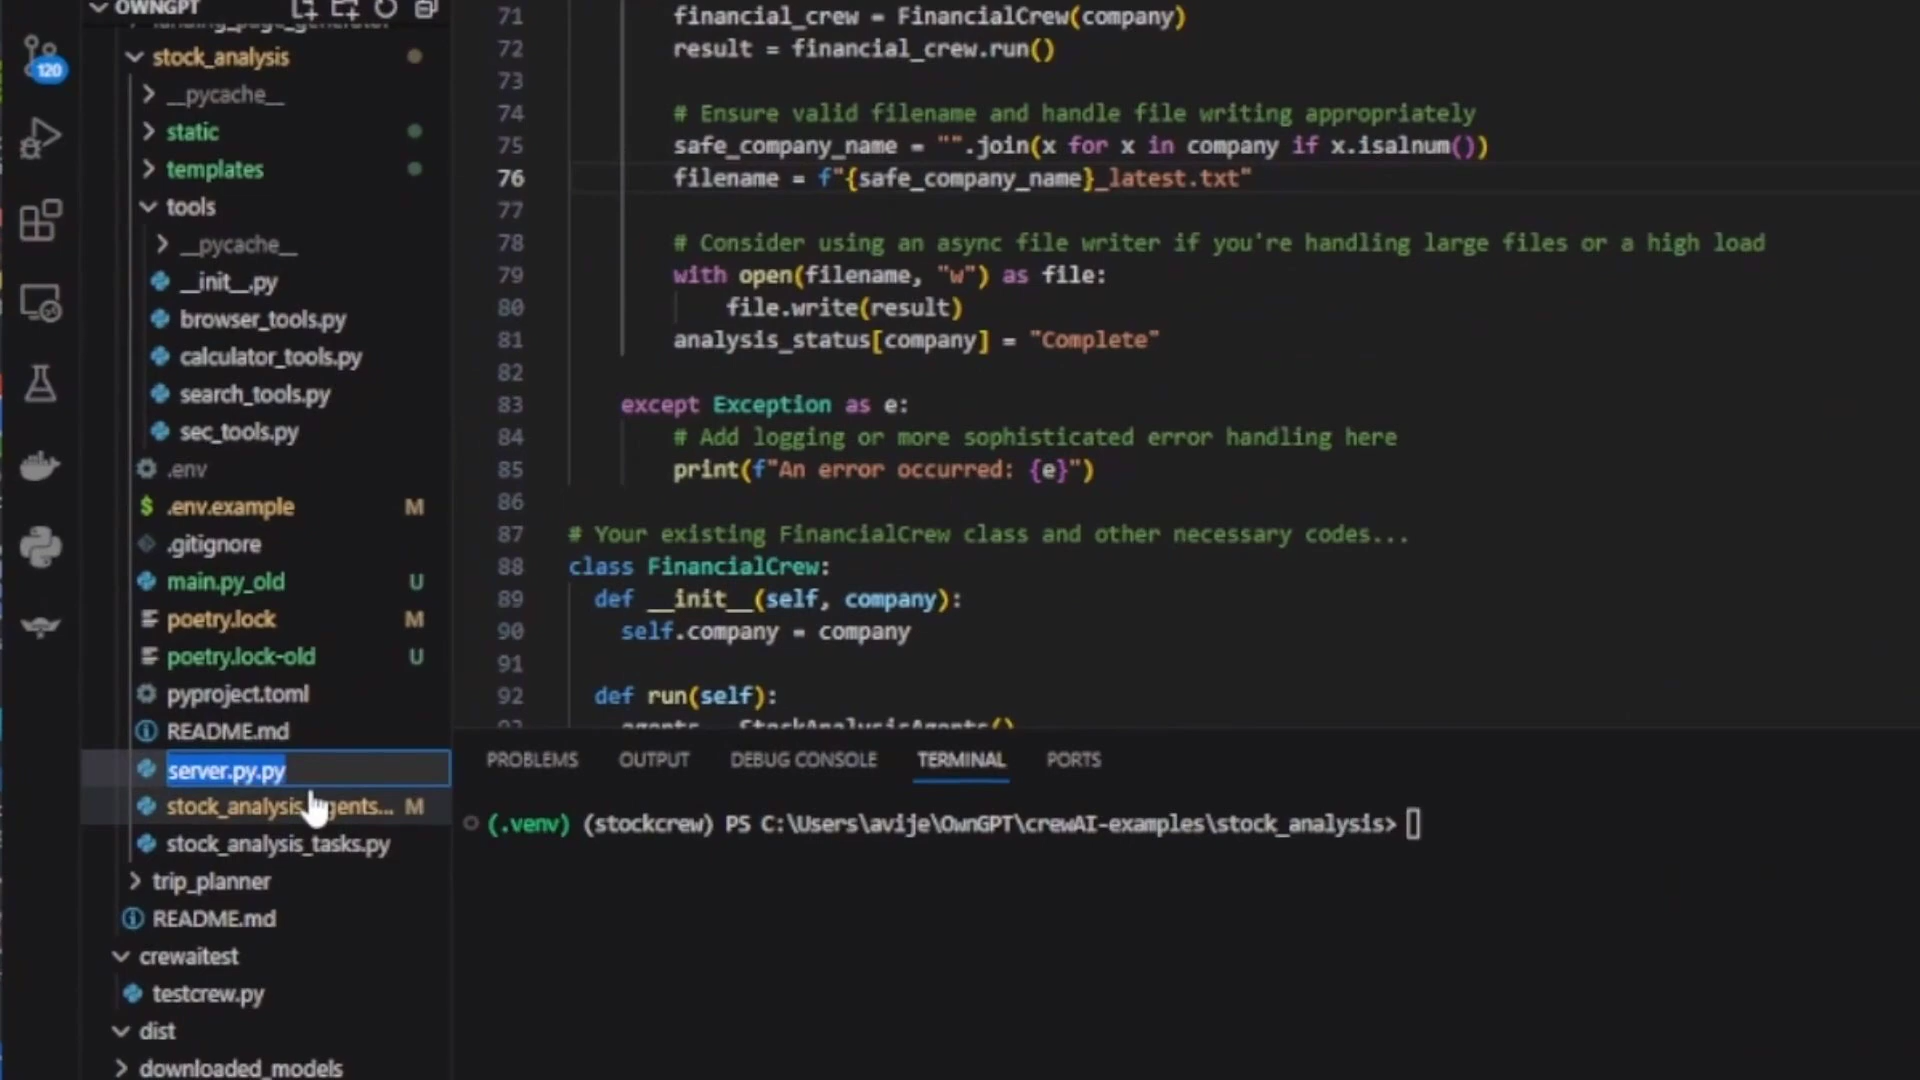 OWNGPT
landing_page_generator
stock_analysis
__pycache__
static
templates
tools
__pycache__
__init__.py
browser_tools.py
calculator_tools.py
search_tools.py
sec_tools.py
.env
$ .env.example M
.gitignore
main.py_old U
poetry.lock M
poetry.lock-old U
pyproject.toml
README.md
server.py.py
stock_analysis_agents... M
stock_analysis_tasks.py
trip_planner
README.md
crewaitest
testcrew.py
dist
downloaded_models
120
71 financial_crew = FinancialCrew(company)
72 result = financial_crew.run()
73
74 # Ensure valid filename and handle file writing appropriately
75 safe_company_name = "".join(x for x in company if x.isalnum())
76 filename = f"{safe_company_name}_latest.txt"
77
78 # Consider using an async file writer if you're handling large files or a high load
79 with open(filename, "w") as file:
80 file.write(result)
81 analysis_status[company] = "Complete"
82
83 except Exception as e:
84 # Add logging or more sophisticated error handling here
85 print(f"An error occurred: {e}")
86
87 # Your existing FinancialCrew class and other necessary codes...
88 class FinancialCrew:
89 def __init__(self, company):
90 self.company = company
91
92 def run(self):
93 agents = StockAnalysisAgents()
PROBLEMS OUTPUT DEBUG CONSOLE TERMINAL PORTS
(.venv) (stockcrew) PS C:\Users\avije\OwnGPT\crewAI-examples\stock_analysis>